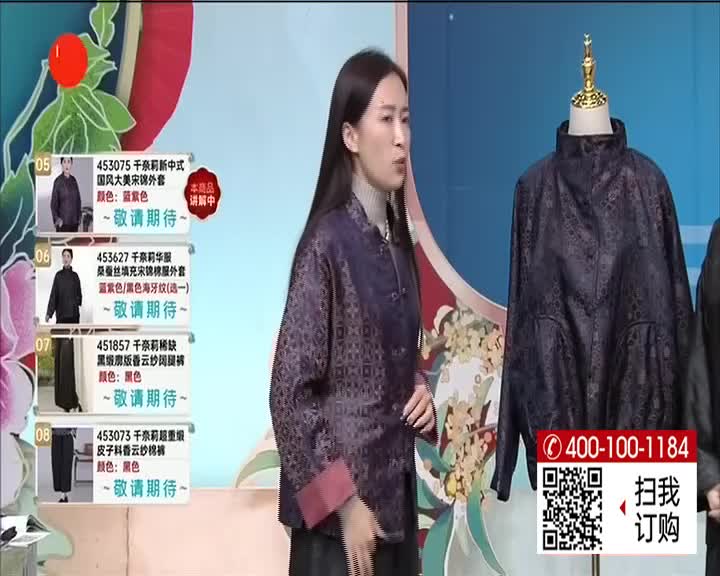 05
453075 千奈莉新中式
国风大美宋锦外套
颜色：蓝紫色
~ 敬请期待 ~
本商品
讲解中
06
453627 千奈莉华服
桑蚕丝填充宋锦棉服外套
蓝紫色/黑色海牙纹(选一)
~ 敬请期待 ~
07
451857 千奈莉稀缺
黑缎廓版香云纱阔腿裤
颜色：黑色
~ 敬请期待 ~
08
453073 千奈莉超重缎
皮子料香云纱棉裤
颜色：黑色
~ 敬请期待 ~
400-100-1184
扫我
订购